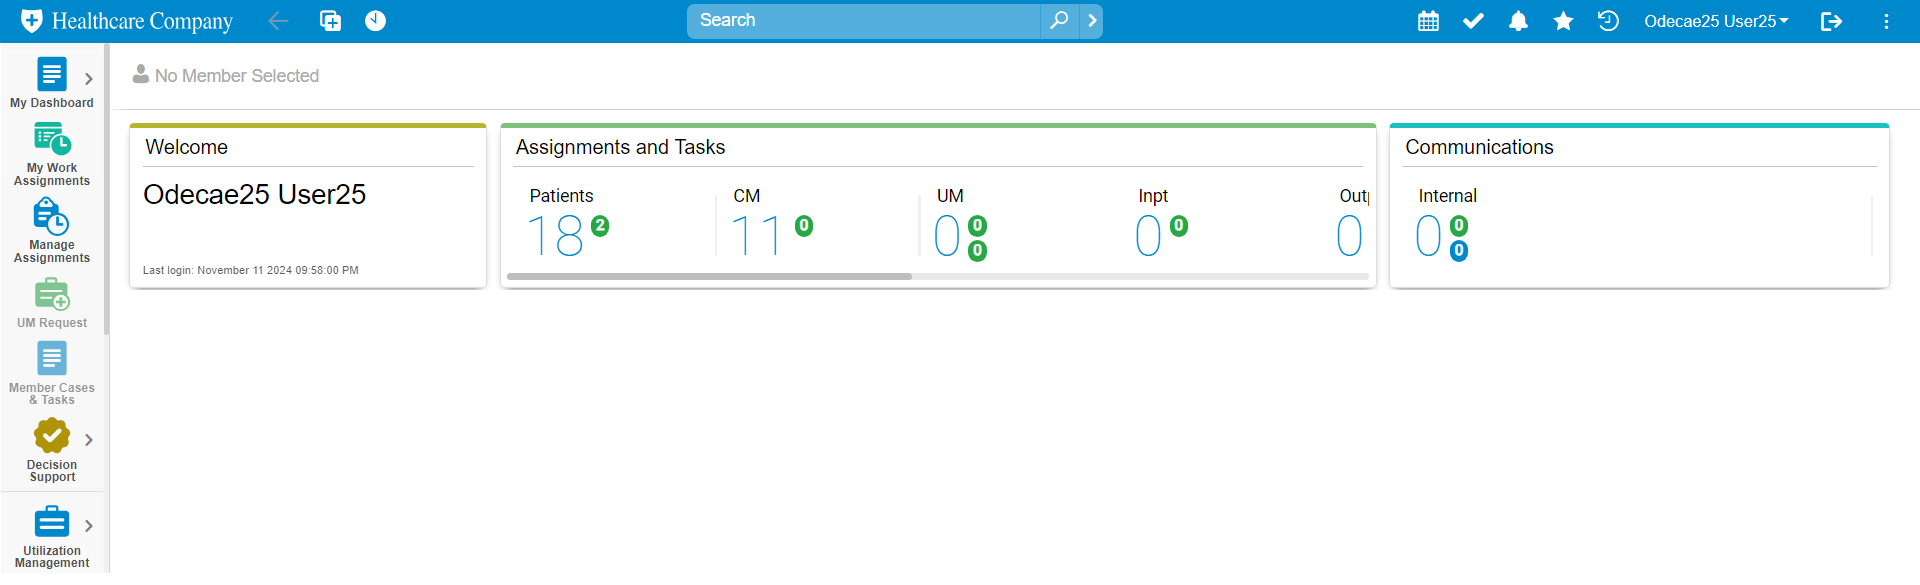 Healthcare Company
Search
Odecae25 User25
No Member Selected
My Dashboard
My Work
Assignments
Manage
Assignments
UM Request
Member Cases
& Tasks
Decision
Support
Utilization
Management
Welcome
Odecae25 User25
Last login: November 11 2024 09:58:00 PM
Assignments and Tasks
Patients
18 2
CM
11 0
UM
0 0
0
Inpt
0 0
Out
0
Communications
Internal
0 0
0